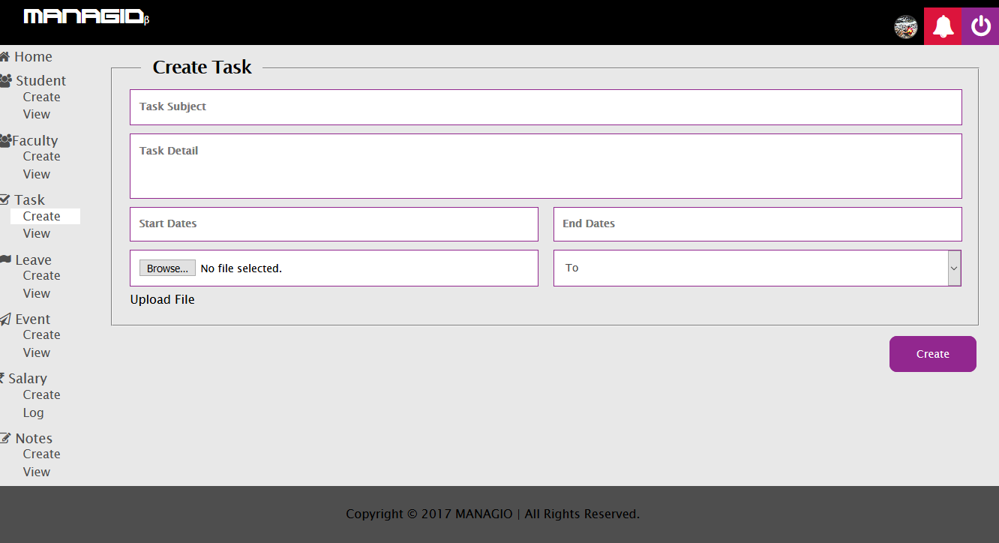 MANAGIOβ
Home
Student
Create
View
Faculty
Create
View
Task
Create
View
Leave
Create
View
Event
Create
View
₹ Salary
Create
Log
Notes
Create
View
Create Task
Task Subject
Task Detail
Start Dates
End Dates
Browse... No file selected.
To
Upload File
Create
Copyright © 2017 MANAGIO | All Rights Reserved.